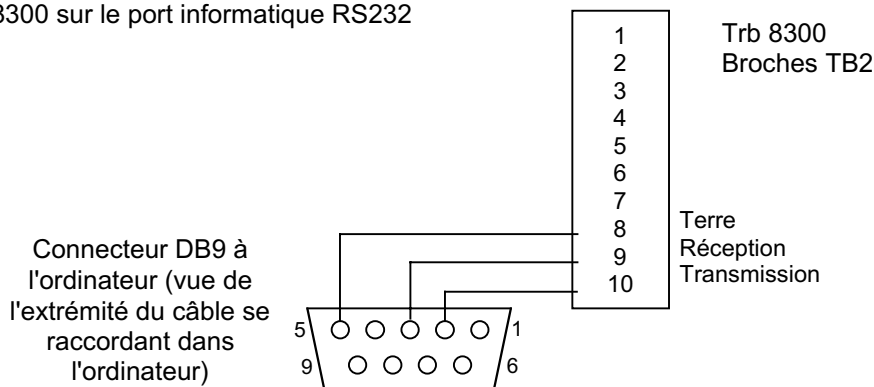 8300 sur le port informatique RS232
1
2
3
4
5
6
7
8
9
10
Trb 8300
Broches TB2
Terre
Réception
Transmission
Connecteur DB9 à
l'ordinateur (vue de
l'extrémité du câble se
raccordant dans
l'ordinateur)
5
1
9
6